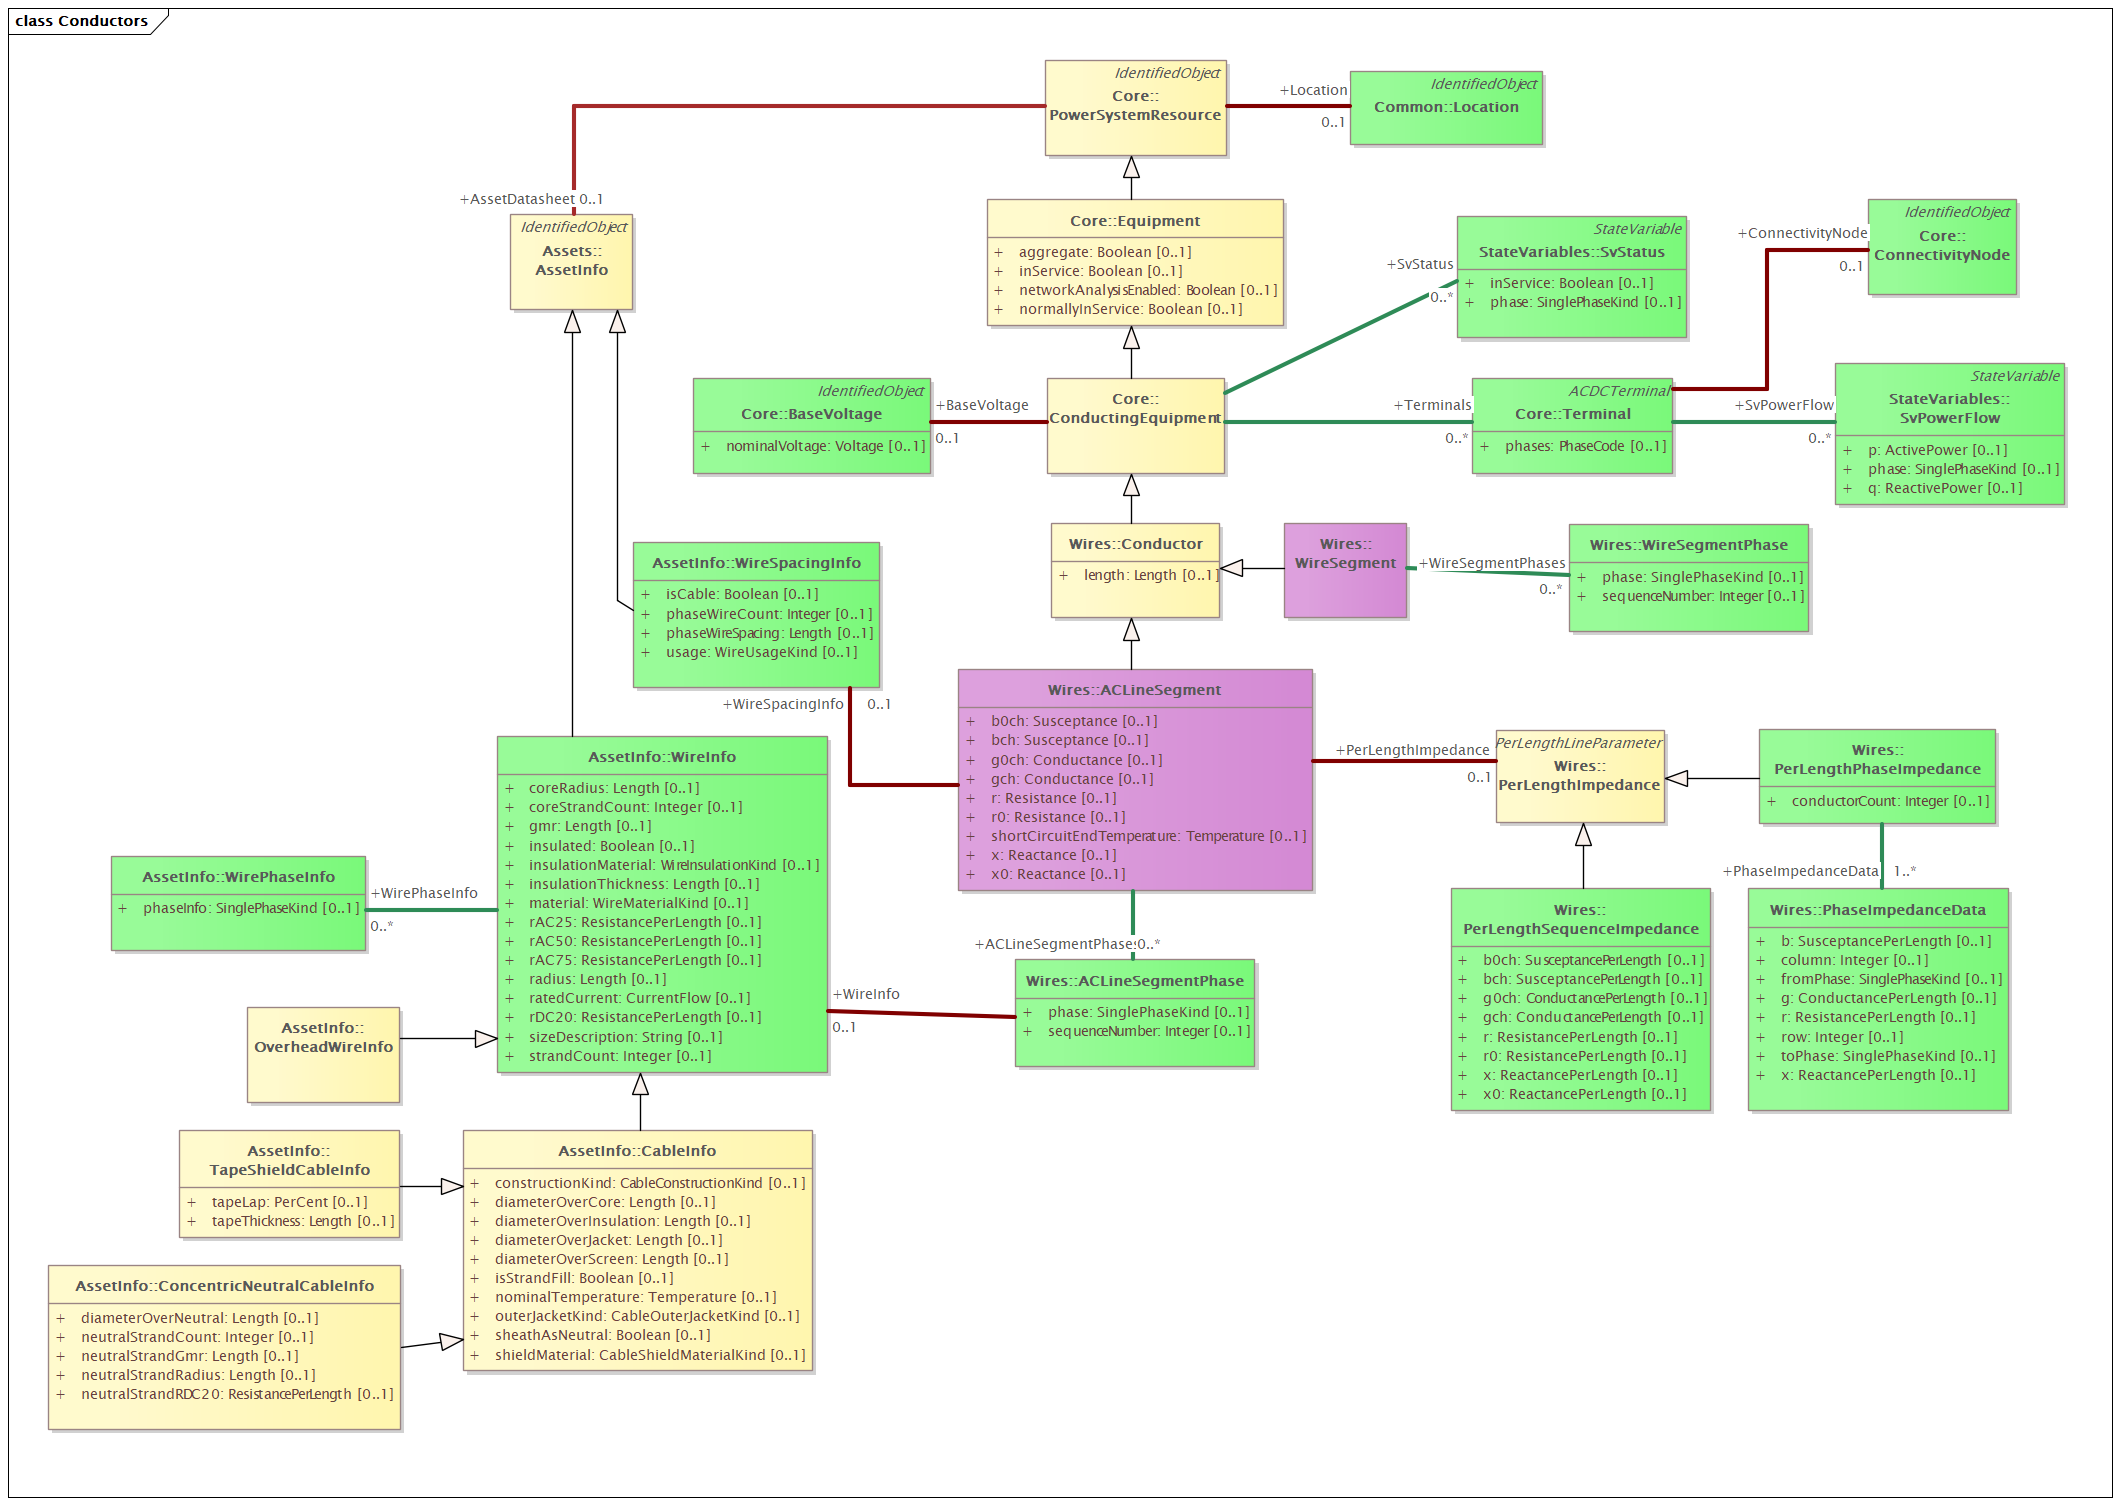 class Conductors
IdentifiedObject
Core::
PowerSystemResource
+Location
0..1
IdentifiedObject
Common::Location
+AssetDatasheet 0..1
IdentifiedObject
Assets::
AssetInfo
Core::Equipment
+ aggregate: Boolean [0..1]
+ inService: Boolean [0..1]
+ networkAnalysisEnabled: Boolean [0..1]
+ normallyInService: Boolean [0..1]
+SvStatus
0..*
StateVariable
StateVariables::SvStatus
+ inService: Boolean [0..1]
+ phase: SinglePhaseKind [0..1]
+ConnectivityNode
0..1
IdentifiedObject
Core::
ConnectivityNode
IdentifiedObject
Core::BaseVoltage
+ nominalVoltage: Voltage [0..1]
+BaseVoltage
0..1
Core::
ConductingEquipment
+Terminals
0..*
ACDCTerminal
Core::Terminal
+ phases: PhaseCode [0..1]
+SvPowerFlow
0..*
StateVariable
StateVariables::
SvPowerFlow
+ p: ActivePower [0..1]
+ phase: SinglePhaseKind [0..1]
+ q: ReactivePower [0..1]
Wires::Conductor
+ length: Length [0..1]
Wires::
WireSegment
+WireSegmentPhases
0..*
Wires::WireSegmentPhase
+ phase: SinglePhaseKind [0..1]
+ sequenceNumber: Integer [0..1]
AssetInfo::WireSpacingInfo
+ isCable: Boolean [0..1]
+ phaseWireCount: Integer [0..1]
+ phaseWireSpacing: Length [0..1]
+ usage: WireUsageKind [0..1]
+WireSpacingInfo 0..1
Wires::ACLineSegment
+ b0ch: Susceptance [0..1]
+ bch: Susceptance [0..1]
+ g0ch: Conductance [0..1]
+ gch: Conductance [0..1]
+ r: Resistance [0..1]
+ r0: Resistance [0..1]
+ shortCircuitEndTemperature: Temperature [0..1]
+ x: Reactance [0..1]
+ x0: Reactance [0..1]
+PerLengthImpedance
0..1
PerLengthLineParameter
Wires::
PerLengthImpedance
Wires::
PerLengthPhaseImpedance
+ conductorCount: Integer [0..1]
+PhaseImpedanceData 1..*
AssetInfo::WireInfo
+ coreRadius: Length [0..1]
+ coreStrandCount: Integer [0..1]
+ gmr: Length [0..1]
+ insulated: Boolean [0..1]
+ insulationMaterial: WireInsulationKind [0..1]
+ insulationThickness: Length [0..1]
+ material: WireMaterialKind [0..1]
+ rAC25: ResistancePerLength [0..1]
+ rAC50: ResistancePerLength [0..1]
+ rAC75: ResistancePerLength [0..1]
+ radius: Length [0..1]
+ ratedCurrent: CurrentFlow [0..1]
+ rDC20: ResistancePerLength [0..1]
+ sizeDescription: String [0..1]
+ strandCount: Integer [0..1]
AssetInfo::WirePhaseInfo
+ phaseInfo: SinglePhaseKind [0..1]
+WirePhaseInfo
0..*
+ACLineSegmentPhases 0..*
Wires::ACLineSegmentPhase
+ phase: SinglePhaseKind [0..1]
+ sequenceNumber: Integer [0..1]
+WireInfo
0..1
Wires::
PerLengthSequenceImpedance
+ b0ch: SusceptancePerLength [0..1]
+ bch: SusceptancePerLength [0..1]
+ g0ch: ConductancePerLength [0..1]
+ gch: ConductancePerLength [0..1]
+ r: ResistancePerLength [0..1]
+ r0: ResistancePerLength [0..1]
+ x: ReactancePerLength [0..1]
+ x0: ReactancePerLength [0..1]
Wires::PhaseImpedanceData
+ b: SusceptancePerLength [0..1]
+ column: Integer [0..1]
+ fromPhase: SinglePhaseKind [0..1]
+ g: ConductancePerLength [0..1]
+ r: ResistancePerLength [0..1]
+ row: Integer [0..1]
+ toPhase: SinglePhaseKind [0..1]
+ x: ReactancePerLength [0..1]
AssetInfo::
OverheadWireInfo
AssetInfo::
TapeShieldCableInfo
+ tapeLap: PerCent [0..1]
+ tapeThickness: Length [0..1]
AssetInfo::CableInfo
+ constructionKind: CableConstructionKind [0..1]
+ diameterOverCore: Length [0..1]
+ diameterOverInsulation: Length [0..1]
+ diameterOverJacket: Length [0..1]
+ diameterOverScreen: Length [0..1]
+ isStrandFill: Boolean [0..1]
+ nominalTemperature: Temperature [0..1]
+ outerJacketKind: CableOuterJacketKind [0..1]
+ sheathAsNeutral: Boolean [0..1]
+ shieldMaterial: CableShieldMaterialKind [0..1]
AssetInfo::ConcentricNeutralCableInfo
+ diameterOverNeutral: Length [0..1]
+ neutralStrandCount: Integer [0..1]
+ neutralStrandGmr: Length [0..1]
+ neutralStrandRadius: Length [0..1]
+ neutralStrandRDC20: ResistancePerLength [0..1]